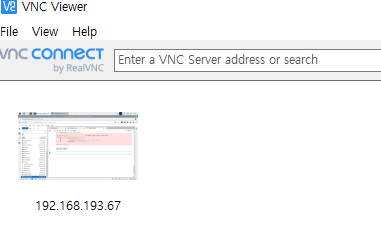 VNC Viewer
File View Help
vnc connect
by RealVNC
Enter a VNC Server address or search
192.168.193.67